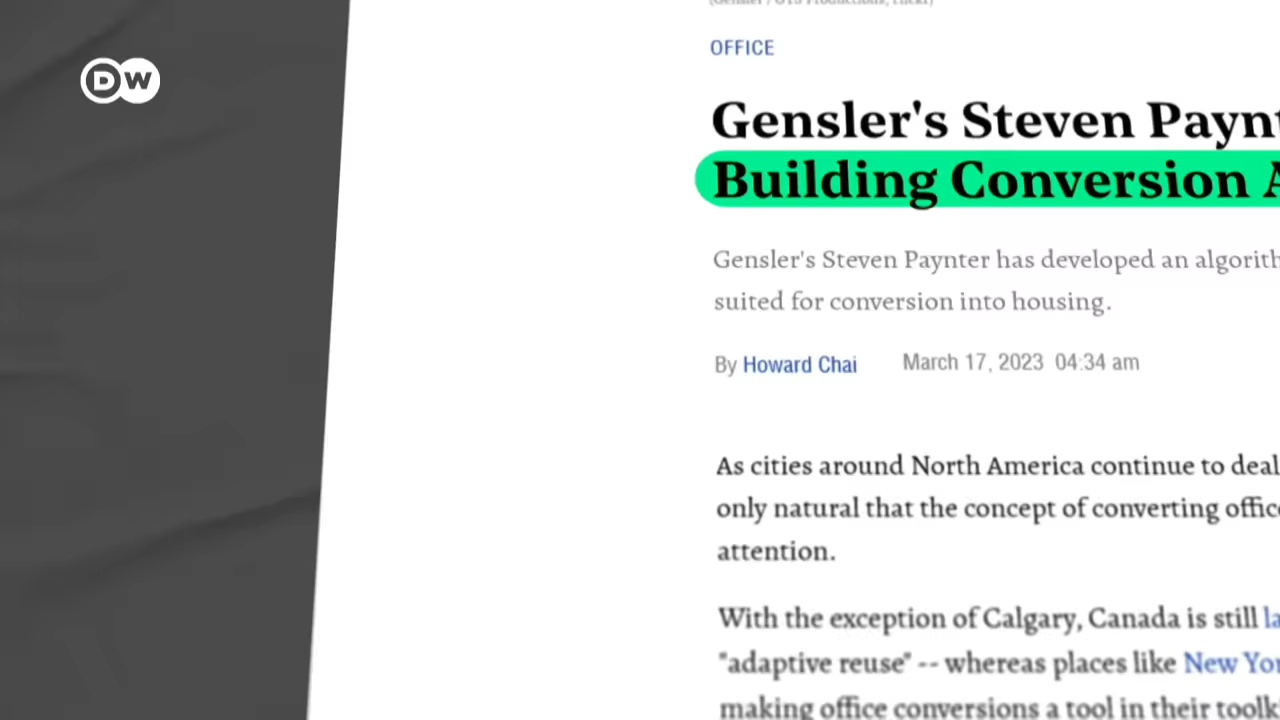 DW
OFFICE
Gensler's Steven Paynt
Building Conversion A
Gensler's Steven Paynter has developed an algorith
suited for conversion into housing.
By Howard Chai March 17, 2023 04:34 am
As cities around North America continue to deal
only natural that the concept of converting offic
attention.
With the exception of Calgary, Canada is still la
"adaptive reuse" -- whereas places like New Yor
making office conversions a tool in their toolk